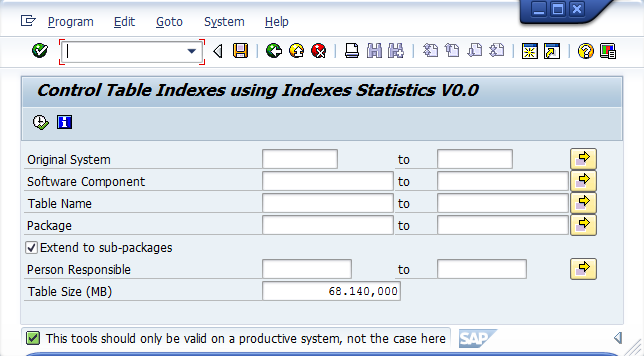 Program Edit Goto System Help
Control Table Indexes using Indexes Statistics V0.0
Original System to
Software Component to
Table Name to
Package to
Extend to sub-packages
Person Responsible to
Table Size (MB) 68.140,000
This tools should only be valid on a productive system, not the case here SAP